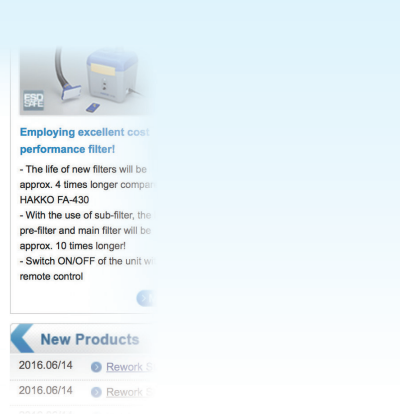 ESD
SAFE
Employing excellent cost
performance filter!
- The life of new filters will be
approx. 4 times longer
HAKKO FA-430
- With the use of sub-filter, the
pre-filter and main filter will be
approx. 10 times longer!
- Switch ON/OFF of the unit
remote control
New Products
2016.06/14 Rework
2016.06/14 Rework